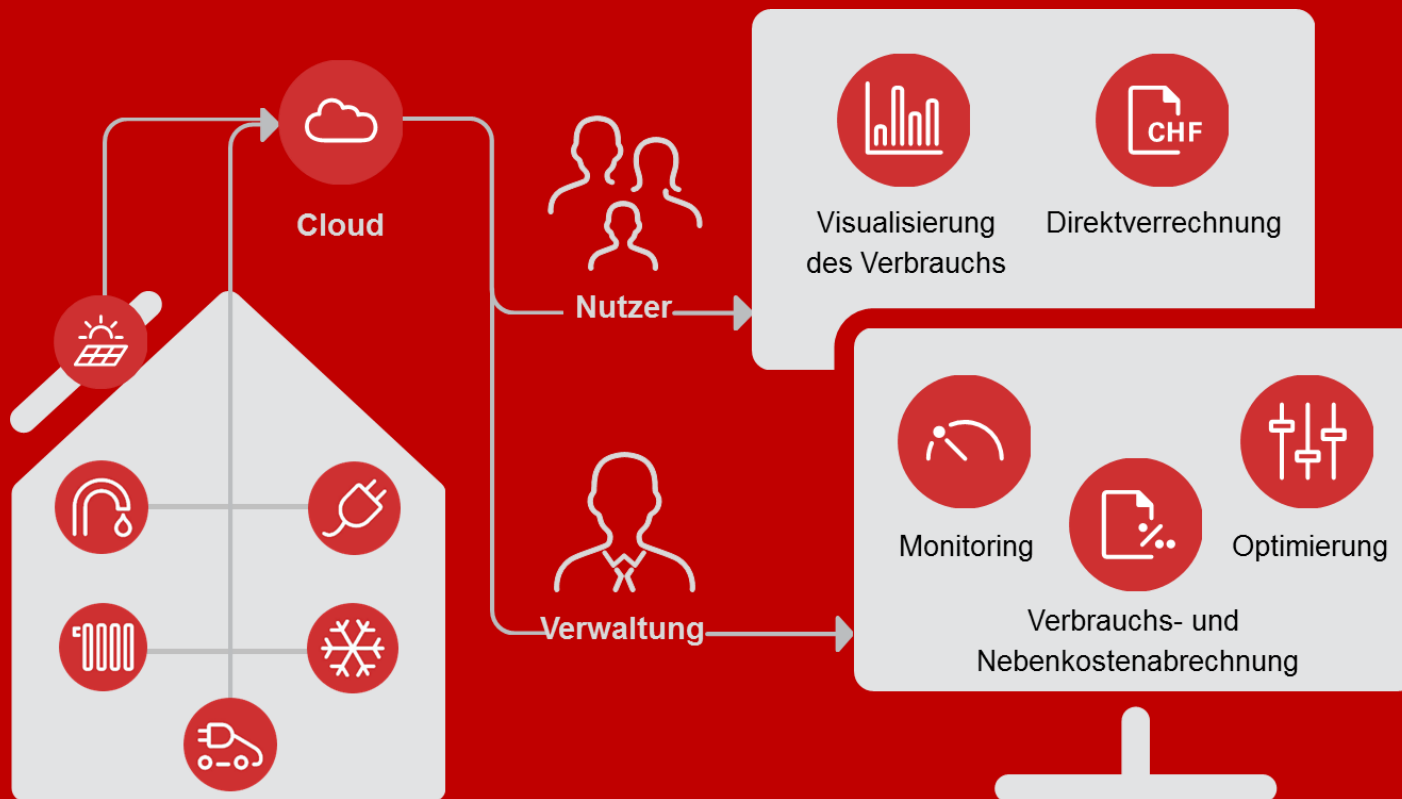 Cloud
Nutzer
Visualisierung
des Verbrauchs
CHF
Direktverrechnung
Verwaltung
Monitoring
Optimierung
Verbrauchs- und
Nebenkostenabrechnung